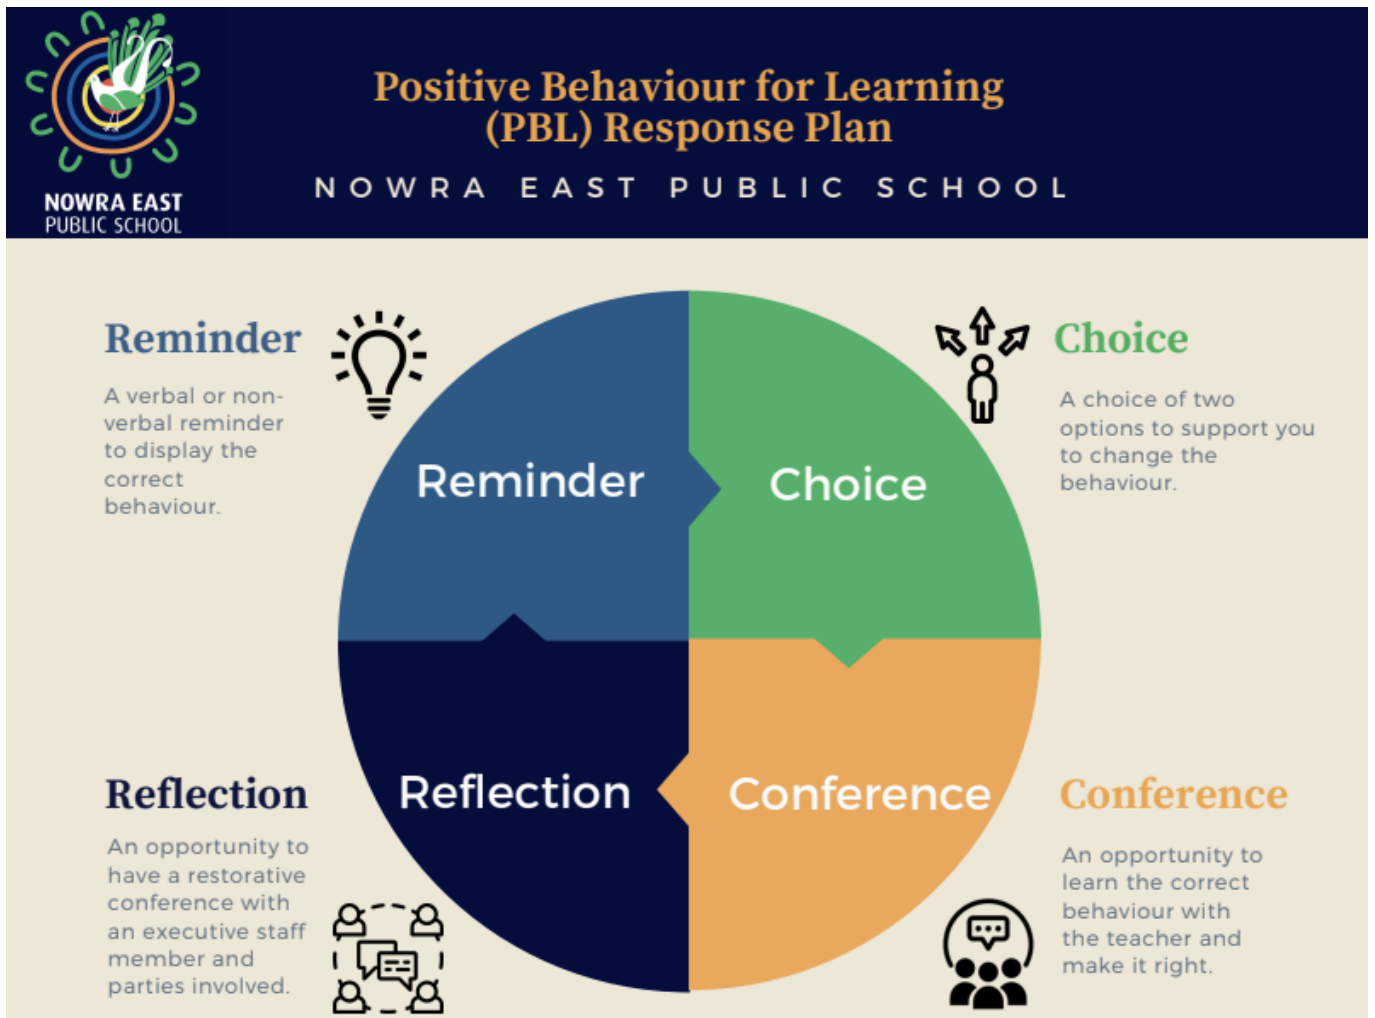 Positive Behaviour for Learning
(PBL) Response Plan
NOWRA EAST PUBLIC SCHOOL
NOWRA EAST
PUBLIC SCHOOL
Reminder
A verbal or non-
verbal reminder
to display the
correct
behaviour.
Choice
A choice of two
options to support you
to change the
behaviour.
Reminder
Choice
Reflection
Conference
Reflection
An opportunity to
have a restorative
conference with
an executive staff
member and
parties involved.
Conference
An opportunity to
learn the correct
behaviour with
the teacher and
make it right.